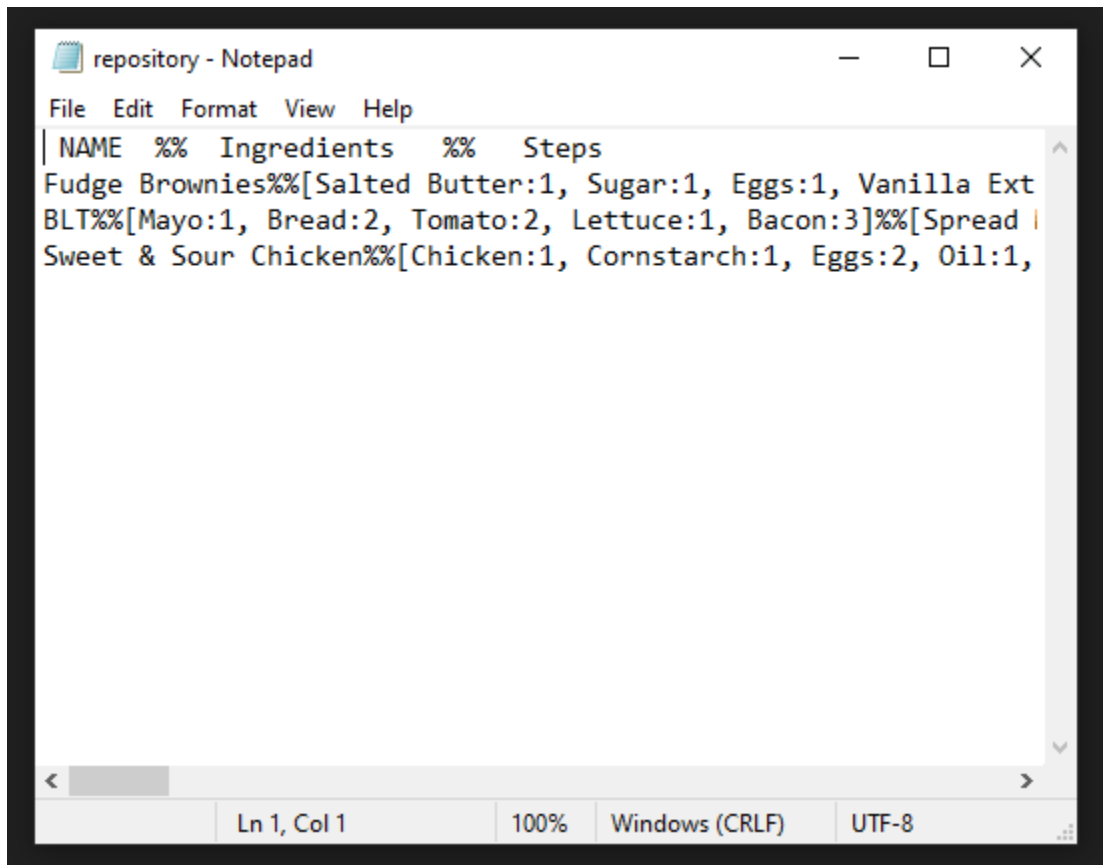 repository - Notepad
File Edit Format View Help
NAME %% Ingredients %% Steps
Fudge Brownies%%[Salted Butter:1, Sugar:1, Eggs:1, Vanilla Ext
BLT%%[Mayo:1, Bread:2, Tomato:2, Lettuce:1, Bacon:3]%%[Spread
Sweet & Sour Chicken%%[Chicken:1, Cornstarch:1, Eggs:2, Oil:1,
Ln 1, Col 1 100% Windows (CRLF) UTF-8